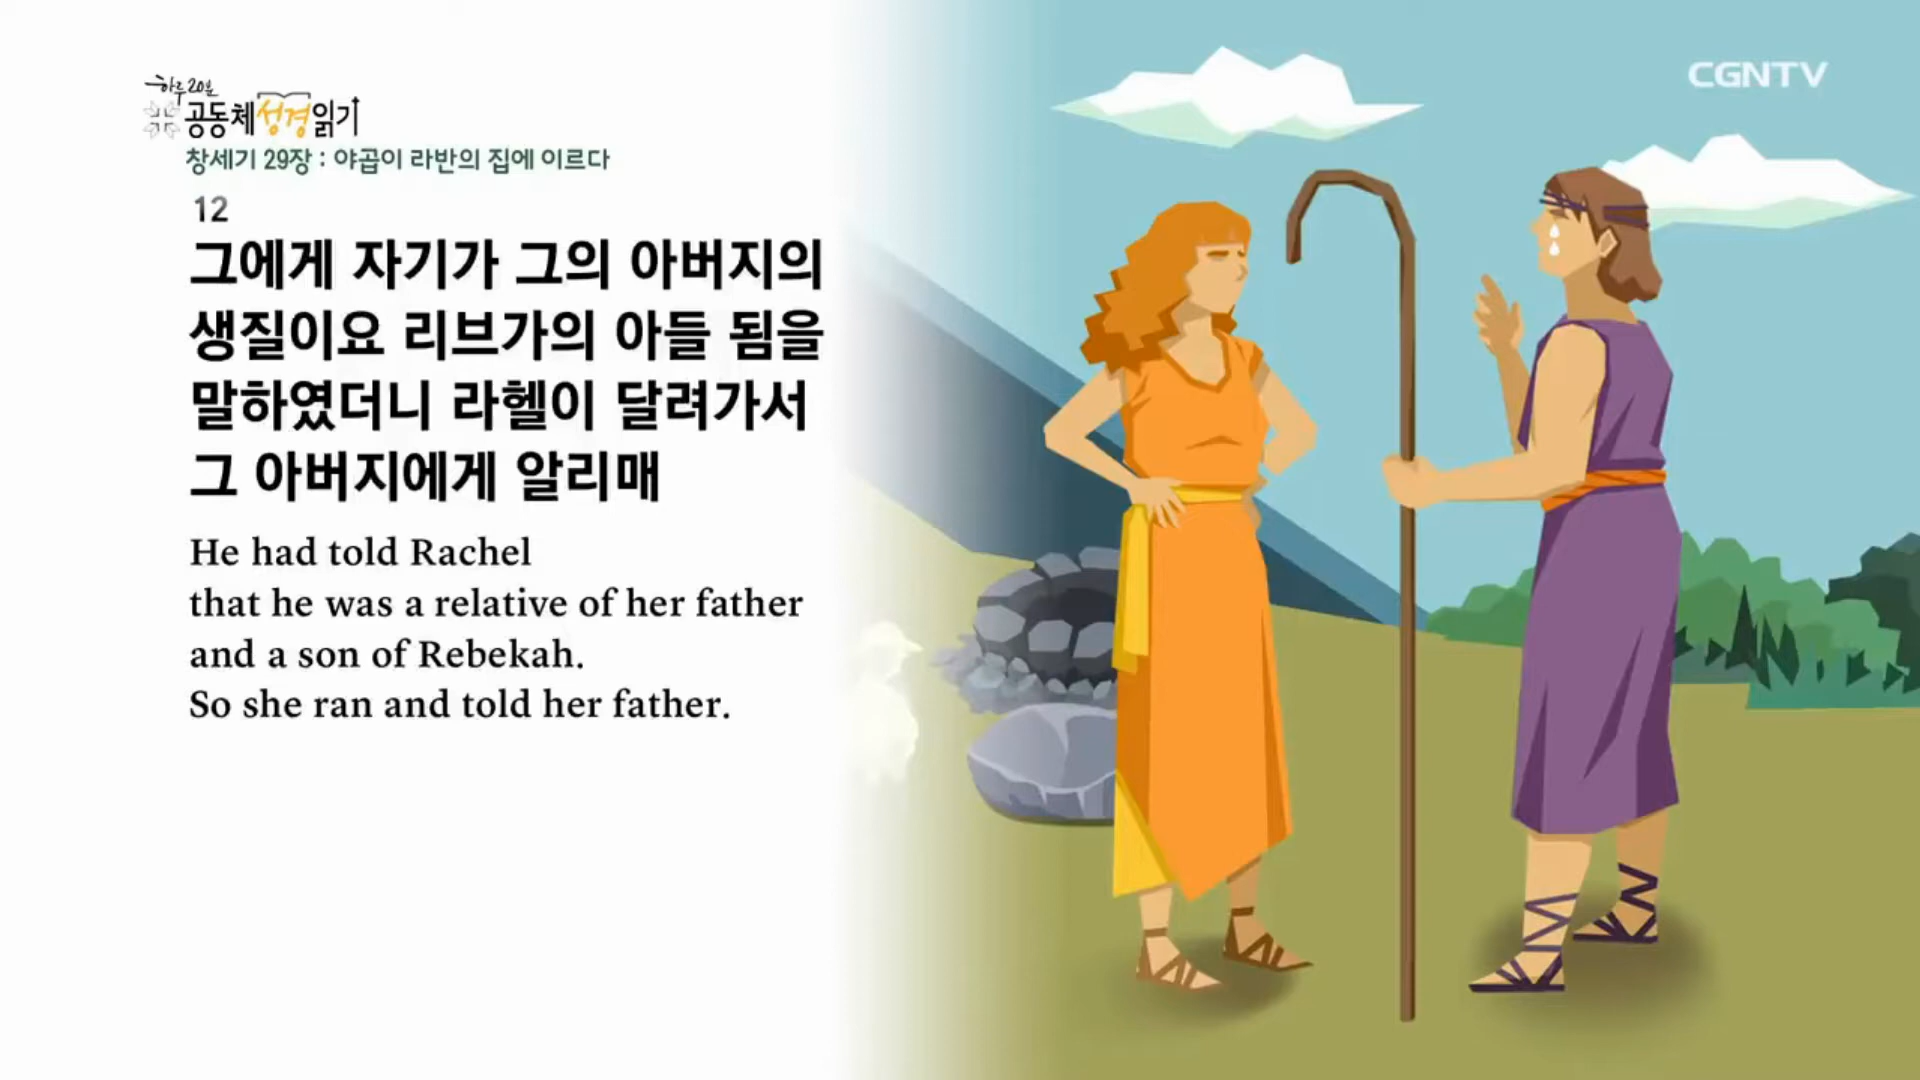 하루 20분
공동체성경읽기
CGNTV
창세기 29장 : 야곱이 라반의 집에 이르다
12
그에게 자기가 그의 아버지의
생질이요 리브가의 아들 됨을
말하였더니 라헬이 달려가서
그 아버지에게 알리매
He had told Rachel
that he was a relative of her father
and a son of Rebekah.
So she ran and told her father.